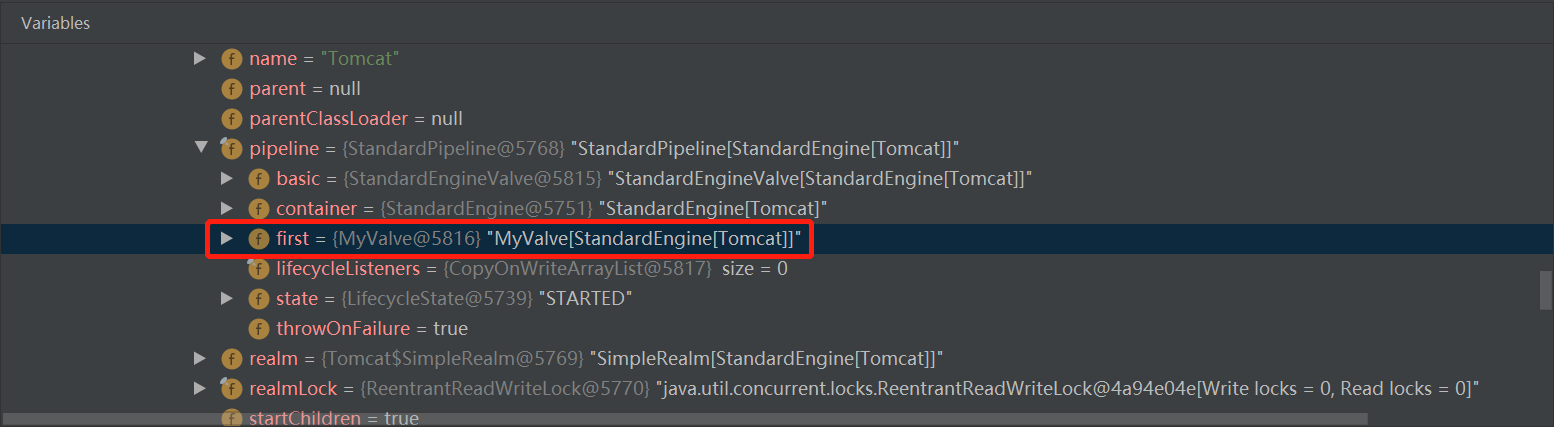 Variables
f name = "Tomcat"
f parent = null
f parentClassLoader = null
f pipeline = {StandardPipeline@5768} "StandardPipeline[StandardEngine[Tomcat]]"
f basic = {StandardEngineValve@5815} "StandardEngineValve[StandardEngine[Tomcat]]"
f container = {StandardEngine@5751} "StandardEngine[Tomcat]"
f first = {MyValve@5816} "MyValve[StandardEngine[Tomcat]]"
f lifecycleListeners = {CopyOnWriteArrayList@5817} size = 0
f state = {LifecycleState@5739} "STARTED"
f throwOnFailure = true
f realm = {Tomcat$SimpleRealm@5769} "SimpleRealm[StandardEngine[Tomcat]]"
f realmLock = {ReentrantReadWriteLock@5770} "java.util.concurrent.locks.ReentrantReadWriteLock@4a94e04e[Write locks = 0, Read locks = 0]"
f startChildren = true